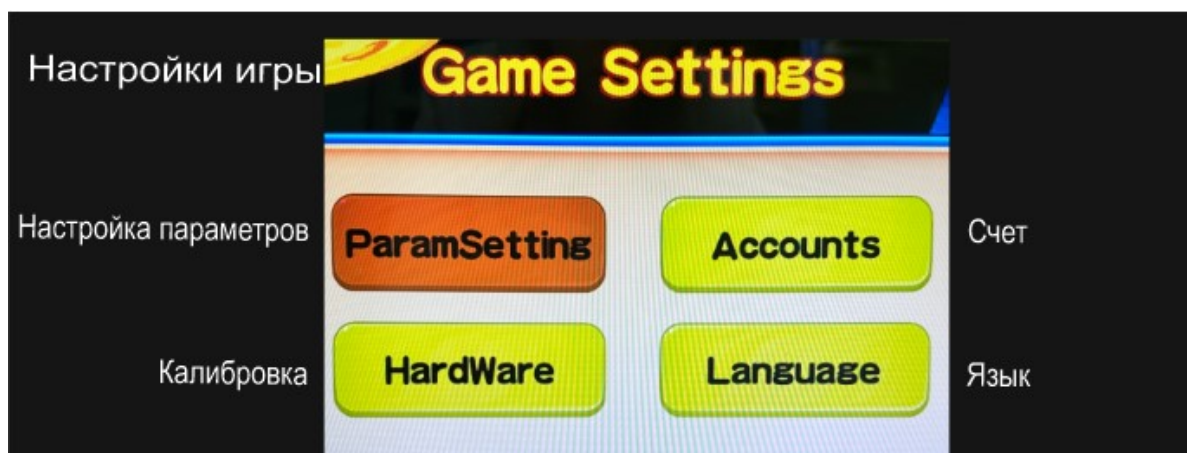 Настройки игры
Game Settings
Настройка параметров
ParamSetting
Accounts
Счет
Калибровка
HardWare
Language
Язык